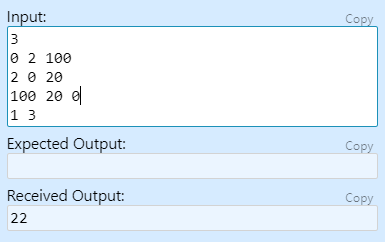 Input:
Copy
3
0 2 100
2 0 20
100 20 0
1 3
Expected Output:
Copy
Received Output:
Copy
22